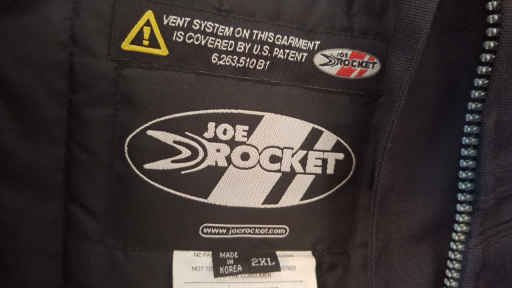 VENT SYSTEM ON THIS GARMENT
IS COVERED BY U.S. PATENT
6,263,510 B1
JOE
ROCKET
JOE
ROCKET
www.joerocket.com
MADE
IN
KOREA
2XL
NOT